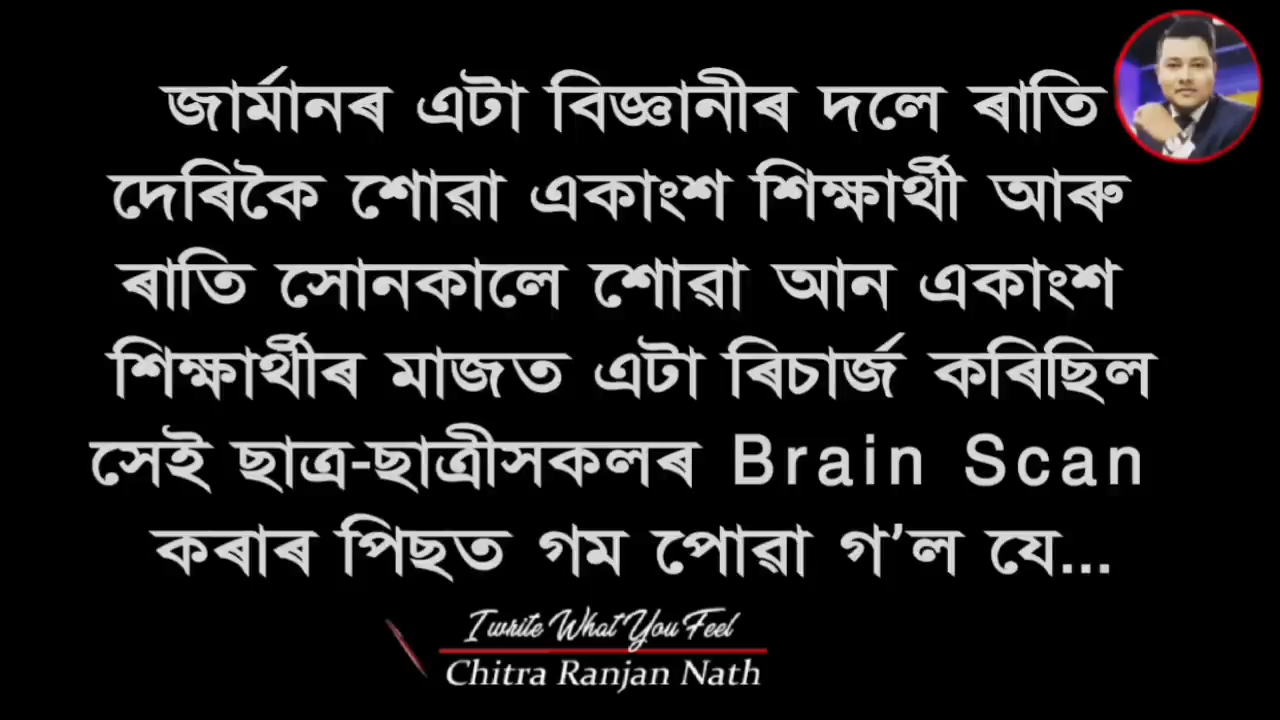 জাৰ্মানৰ এটা বিজ্ঞানীৰ দলে ৰাতি
দেৰিকৈ শোৱা একাংশ শিক্ষাৰ্থী আৰু
ৰাতি সোনকালে শোৱা আন একাংশ
শিক্ষাৰ্থীৰ মাজত এটা ৰিচাৰ্জ কৰিছিল
সেই ছাত্ৰ-ছাত্ৰীসকলৰ Brain Scan
কৰাৰ পিছত গম পোৱা গ'ল যে...
I write What You Feel
Chitra Ranjan Nath